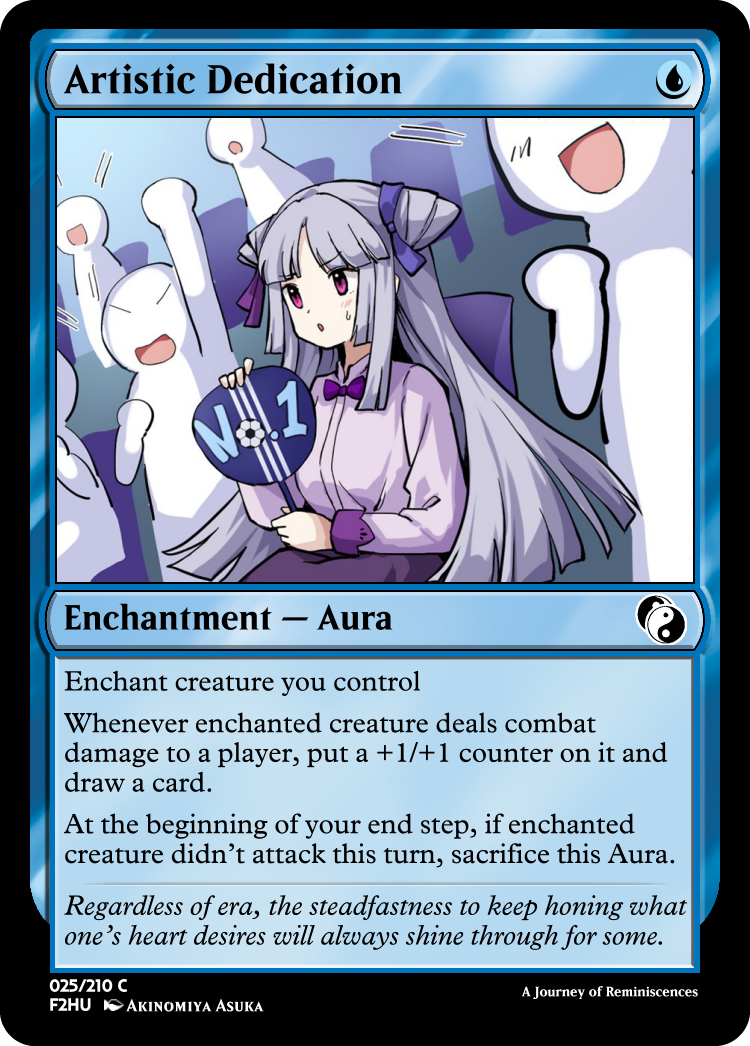 Artistic Dedication
No.1
Enchantment — Aura
Enchant creature you control
Whenever enchanted creature deals combat
damage to a player, put a +1/+1 counter on it and
draw a card.
At the beginning of your end step, if enchanted
creature didn't attack this turn, sacrifice this Aura.
Regardless of era, the steadfastness to keep honing what
one's heart desires will always shine through for some.
025/210 C
F2HU Akinomiya Asuka
A Journey of Reminiscences